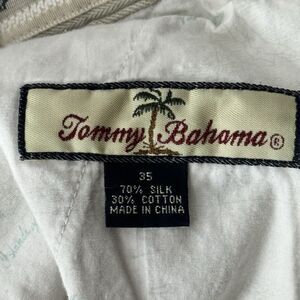 Tommy Bahama®
35
70% SILK
30% COTTON
MADE IN CHINA